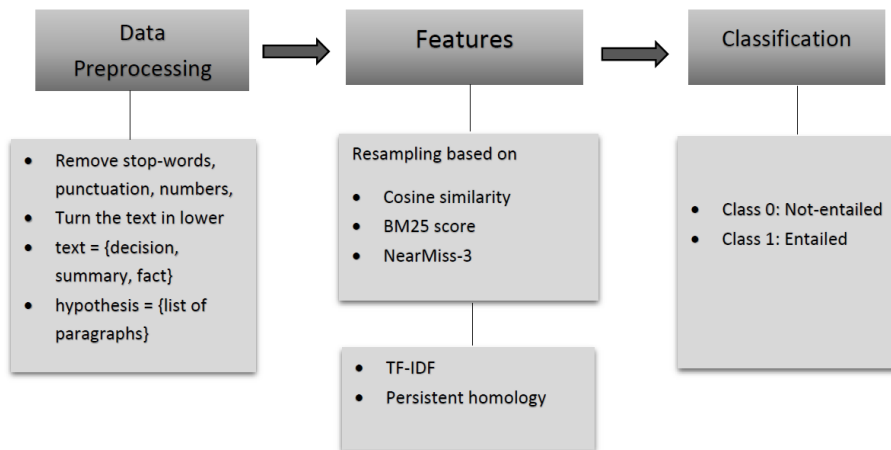 Data
Preprocessing
Remove stop-words,
punctuation, numbers,
Turn the text in lower
text = {decision,
summary, fact}
hypothesis = {list of
paragraphs}
Features
Resampling based on
Cosine similarity
BM25 score
NearMiss-3
TF-IDF
Persistent homology
Classification
Class 0: Not-entailed
Class 1: Entailed